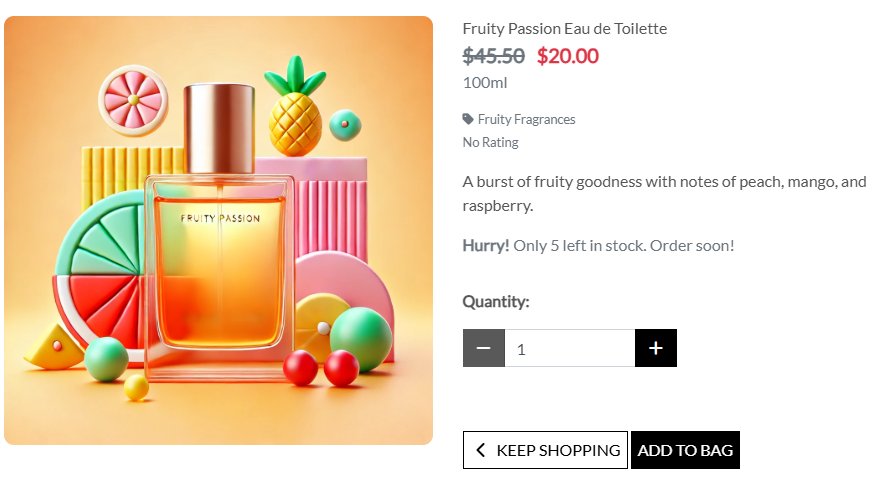 FRUITY PASSION
Fruity Passion Eau de Toilette
$45.50 $20.00
100ml
Fruity Fragrances
No Rating
A burst of fruity goodness with notes of peach, mango, and
raspberry.
Hurry! Only 5 left in stock. Order soon!
Quantity:
− 1 +
KEEP SHOPPING ADD TO BAG